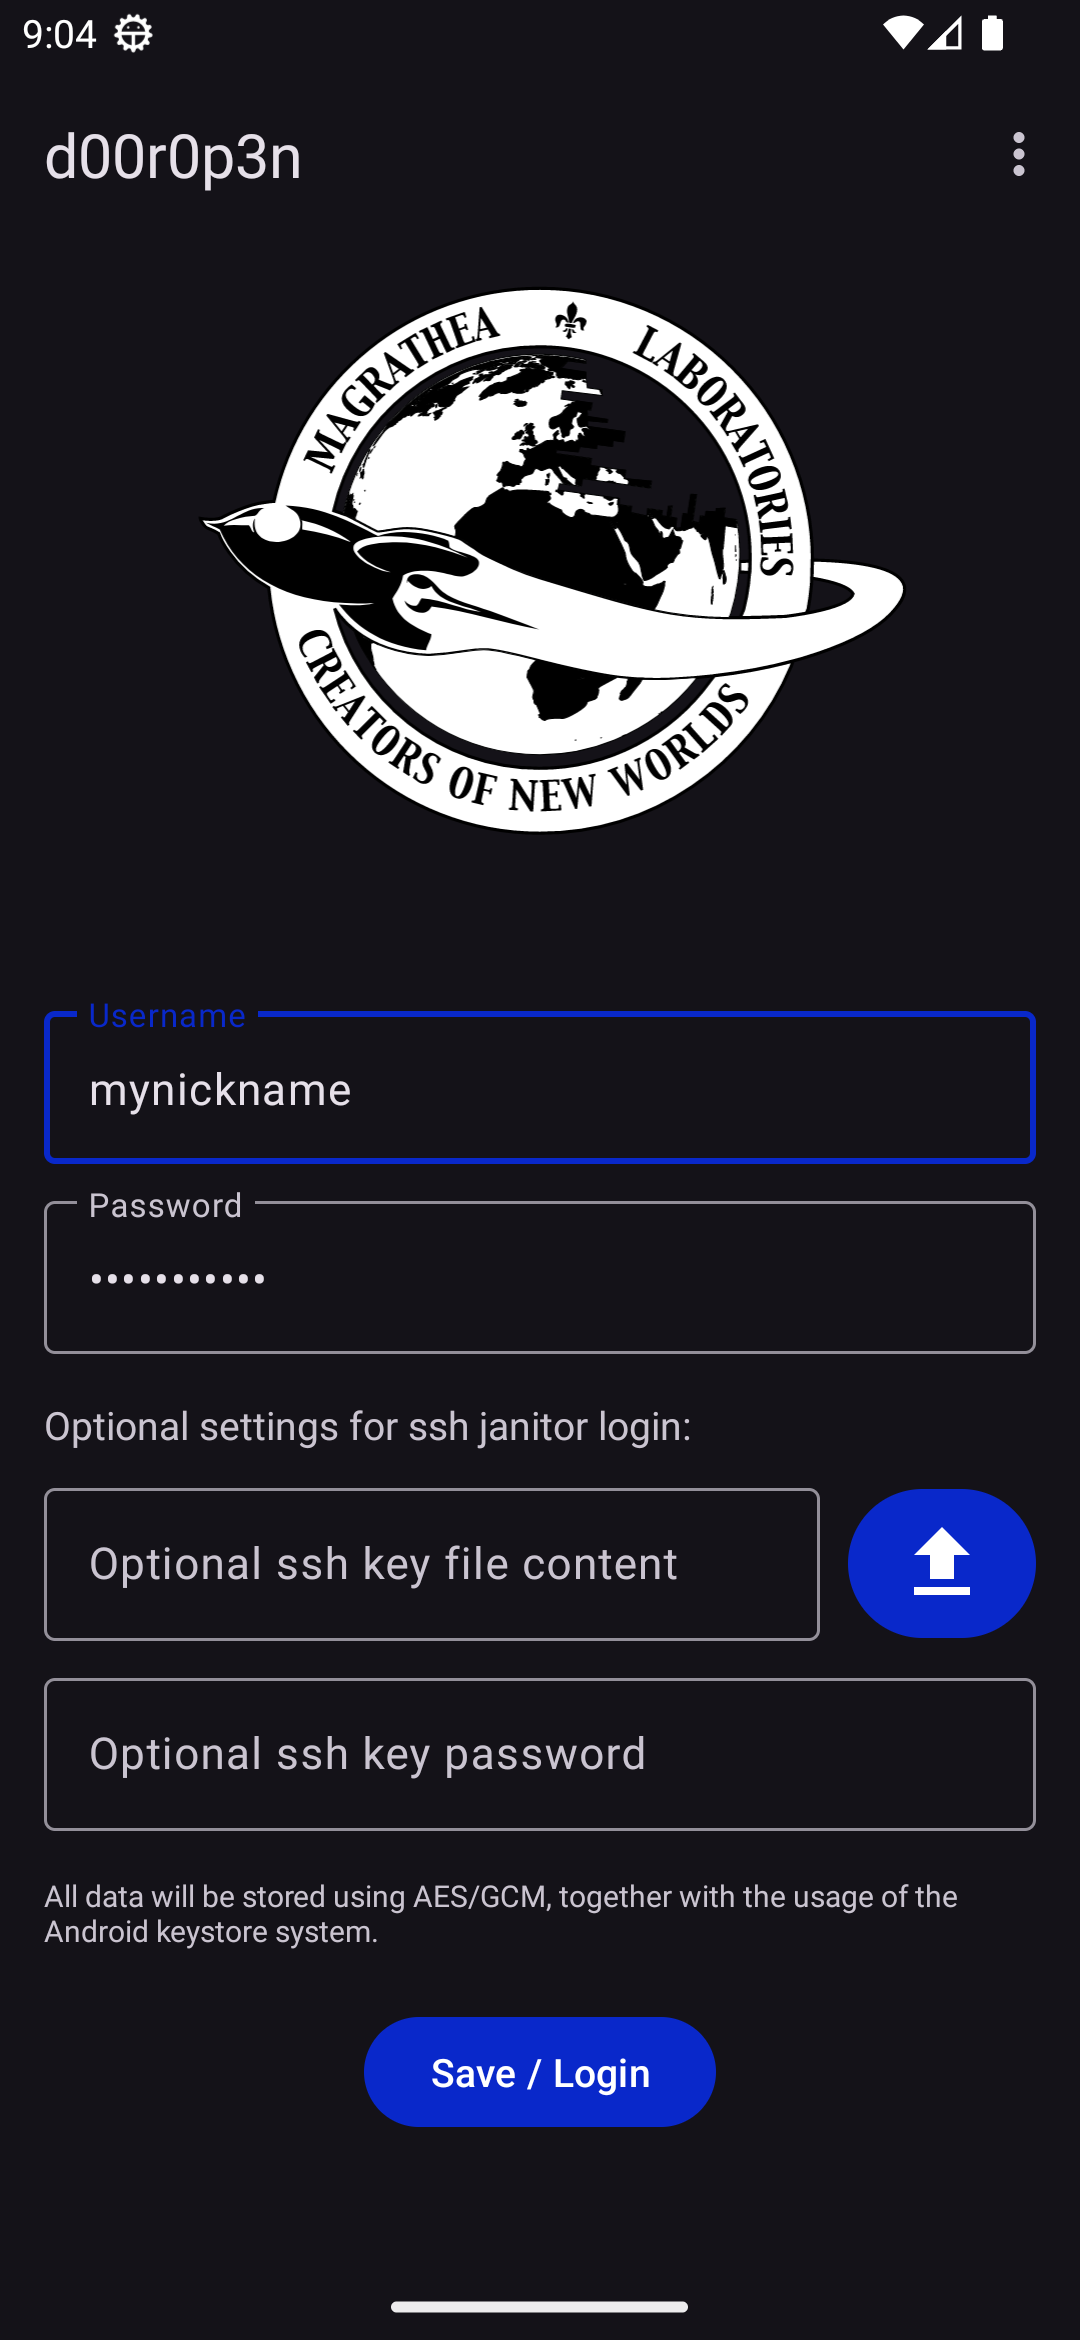 9:04
d00r0p3n
MAGRATHEA LABORATORIES
CREATORS OF NEW WORLDS
Username
mynickname
Password
•••••••••••
Optional settings for ssh janitor login:
Optional ssh key file content
Optional ssh key password
All data will be stored using AES/GCM, together with the usage of the
Android keystore system.
Save / Login